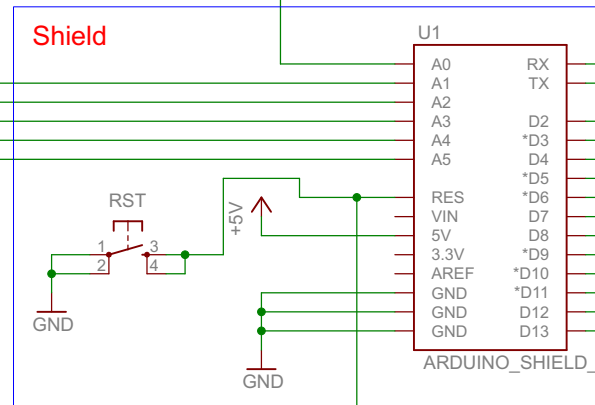 Shield
U1
A0 RX
A1 TX
A2
A3 D2
A4 *D3
A5 D4
*D5
RES *D6
VIN D7
5V D8
3.3V *D9
AREF *D10
GND *D11
GND D12
GND D13
ARDUINO_SHIELD_
RST
1 3
2 4
+5V
GND
GND